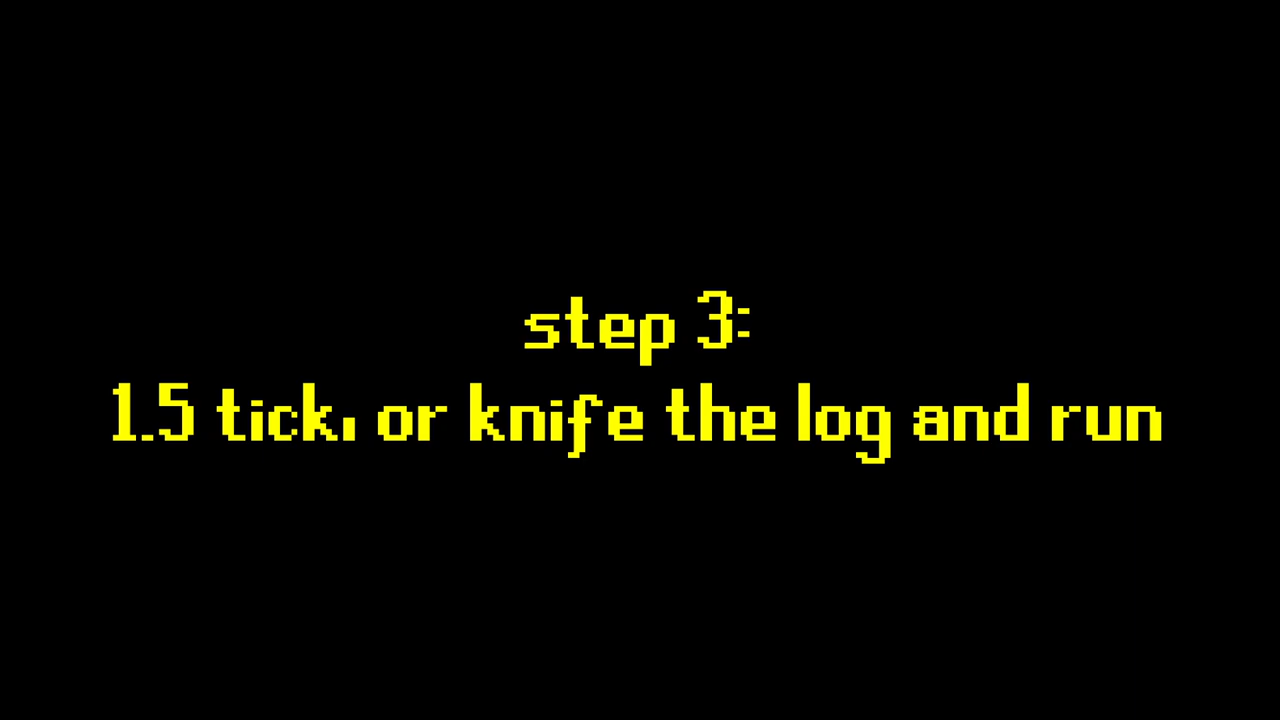 step 3:
1.5 tick, or knife the log and run